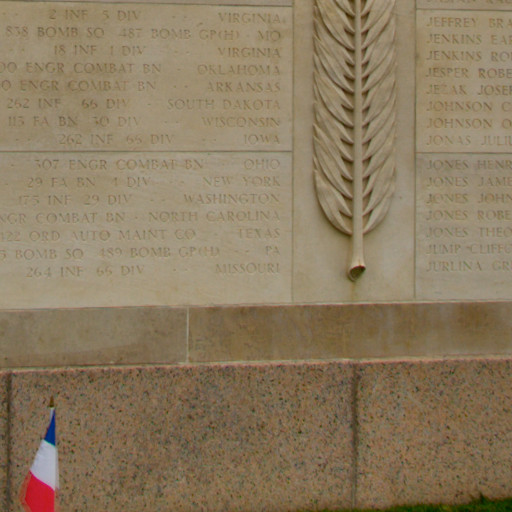 2 INF 5 DIV · · VIRGINIA
838 BOMB SQ 487 BOMB GP(H) MO
18 INF 1 DIV · · VIRGINIA
ENGR COMBAT BN · OKLAHOMA
ENGR COMBAT BN · · ARKANSAS
262 INF 66 DIV · · SOUTH DAKOTA
113 FA BN 30 DIV · · WISCONSIN
262 INF 66 DIV · · IOWA
307 ENGR COMBAT BN · OHIO
29 FA BN 4 DIV · · NEW YORK
175 INF 29 DIV · · WASHINGTON
ENGR COMBAT BN · NORTH CAROLINA
422 ORD AUTO MAINT CO · TEXAS
BOMB SQ 489 BOMB GP(H) · PA
264 INF 66 DIV · · MISSOURI
JEFFREY
JENKINS
JENKINS
JESPER
JEZAK
JOHNSON
JOHNSON
JONAS
JONES
JONES
JONES
JONES
JONES
JUMP
JURLINA